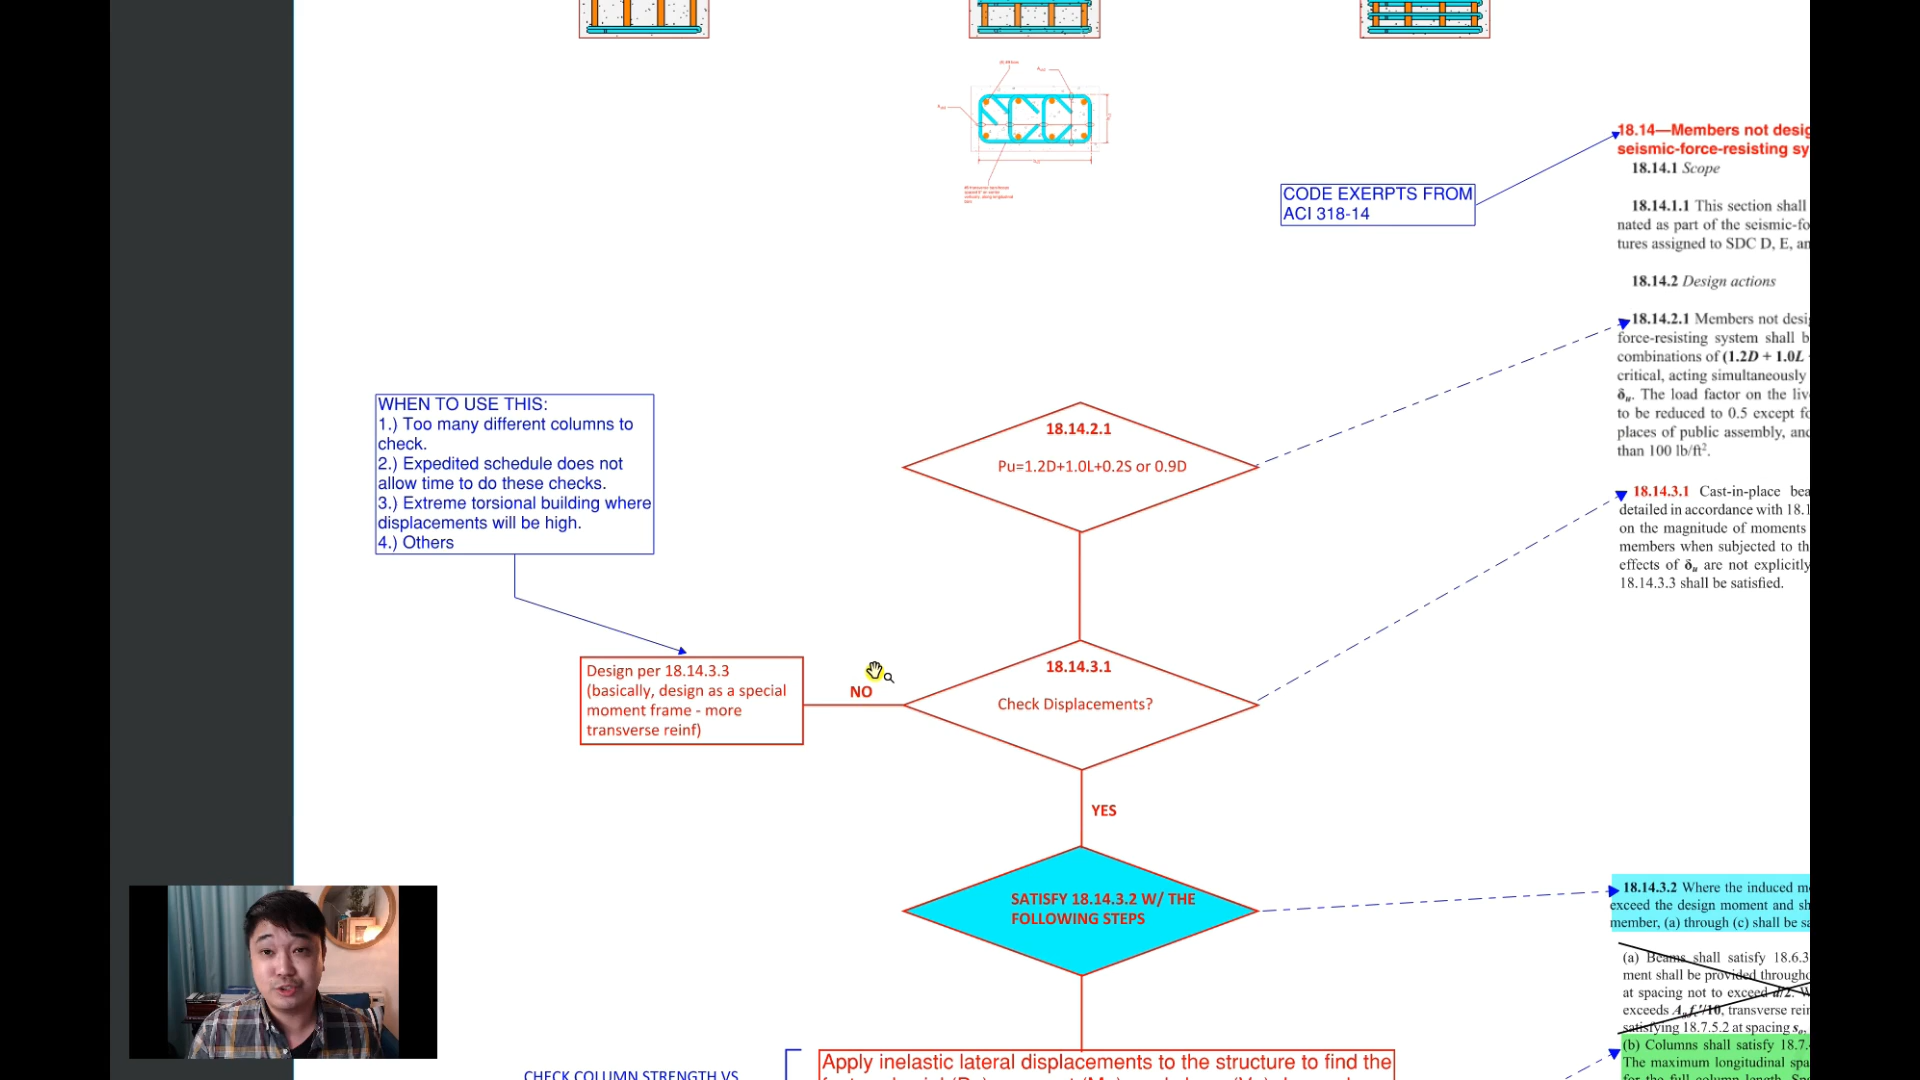 18.14—Members not desig
seismic-force-resisting sy
18.14.1 Scope
CODE EXERPTS FROM
ACI 318-14
18.14.1.1 This section shall
nated as part of the seismic-fo
tures assigned to SDC D, E, an
18.14.2 Design actions
18.14.2.1 Members not desig
force-resisting system shall b
combinations of (1.2D + 1.0L
critical, acting simultaneously
δu. The load factor on the liv
to be reduced to 0.5 except fo
places of public assembly, and
than 100 lb/ft².
WHEN TO USE THIS:
1.) Too many different columns to
check.
2.) Expedited schedule does not
allow time to do these checks.
3.) Extreme torsional building where
displacements will be high.
4.) Others
18.14.2.1
Pu=1.2D+1.0L+0.2S or 0.9D
18.14.3.1 Cast-in-place bea
detailed in accordance with 18.1
on the magnitude of moments
members when subjected to th
effects of δu are not explicitly
18.14.3.3 shall be satisfied.
Design per 18.14.3.3
(basically, design as a special
moment frame - more
transverse reinf)
NO
18.14.3.1
Check Displacements?
YES
SATISFY 18.14.3.2 W/ THE
FOLLOWING STEPS
18.14.3.2 Where the induced m
exceed the design moment and sh
member, (a) through (c) shall be sa
(a) Beams shall satisfy 18.6.3
ment shall be provided througho
at spacing not to exceed d/2. W
exceeds Agfc′/10, transverse rein
satisfying 18.7.5.2 at spacing so,
(b) Columns shall satisfy 18.7.
The maximum longitudinal spa
for the full column length. Sp
Apply inelastic lateral displacements to the structure to find the
CHECK COLUMN STRENGTH VS